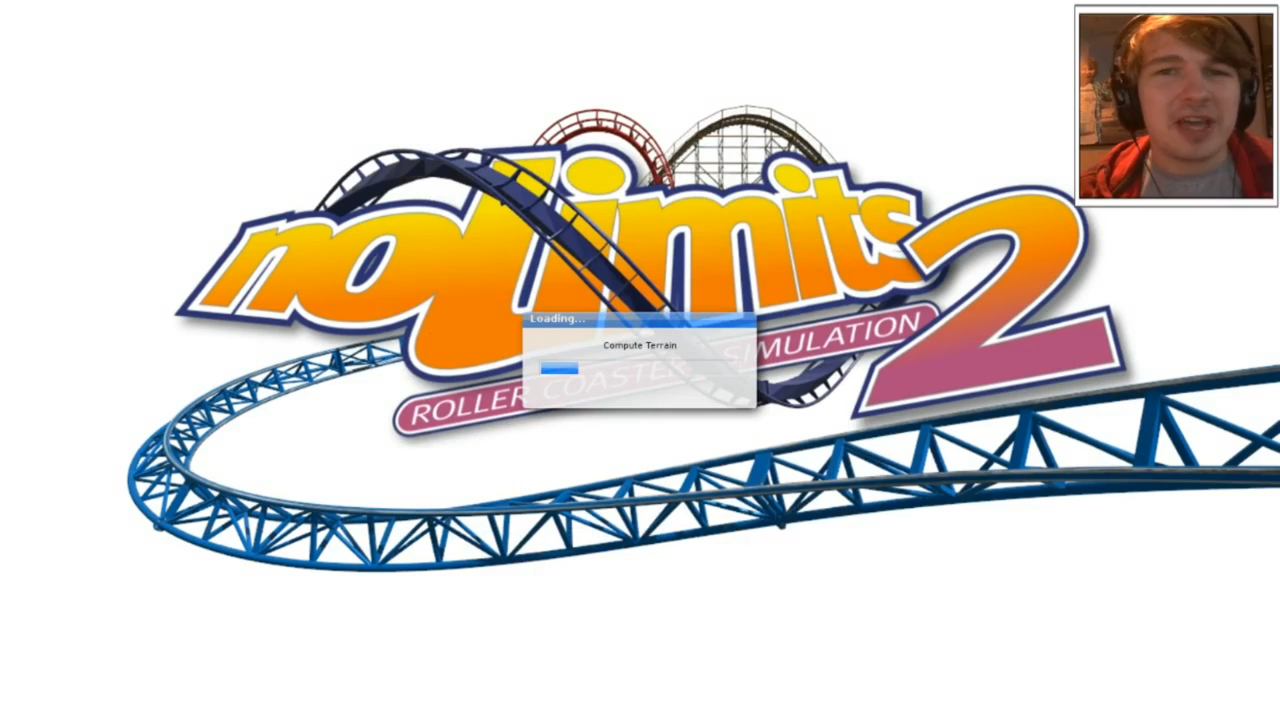 nolimits 2
Loading...
Compute Terrain
ROLLER COASTER SIMULATION